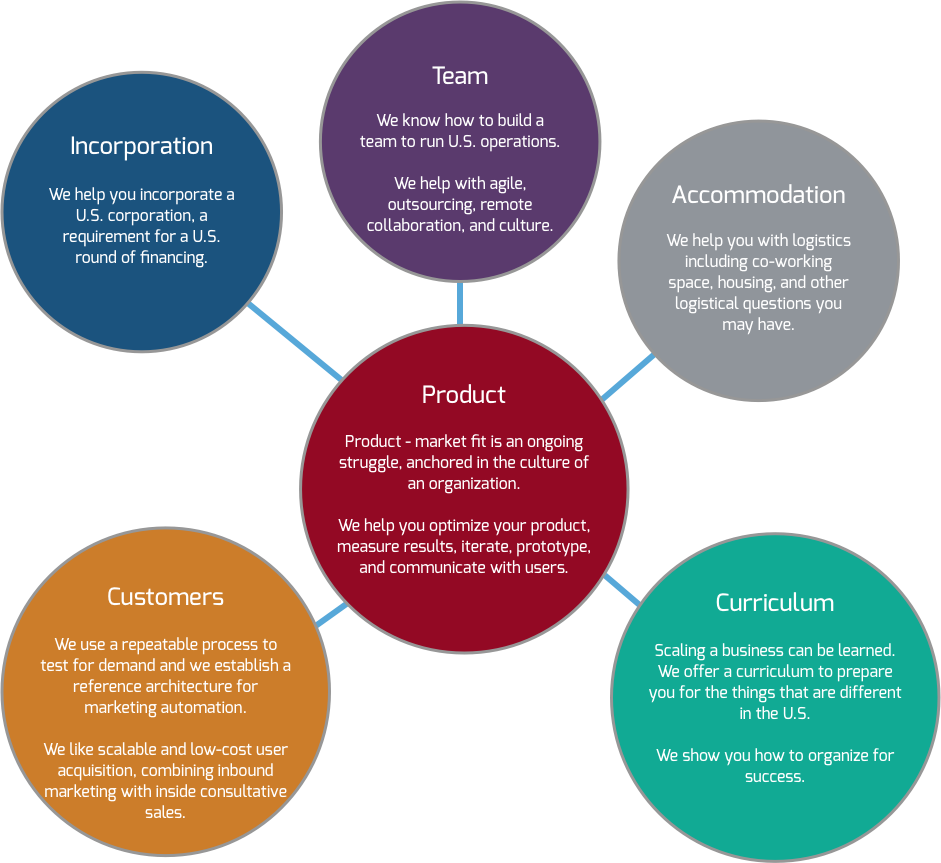 Team
We know how to build a
team to run U.S. operations.
We help with agile,
outsourcing, remote
collaboration, and culture.
Incorporation
We help you incorporate a
U.S. corporation, a
requirement for a U.S.
round of financing.
Accommodation
We help you with logistics
including co-working
space, housing, and other
logistical questions you
may have.
Product
Product - market fit is an ongoing
struggle, anchored in the culture of
an organization.
We help you optimize your product,
measure results, iterate, prototype,
and communicate with users.
Customers
We use a repeatable process to
test for demand and we establish a
reference architecture for
marketing automation.
We like scalable and low-cost user
acquisition, combining inbound
marketing with inside consultative
sales.
Curriculum
Scaling a business can be learned.
We offer a curriculum to prepare
you for the things that are different
in the U.S.
We show you how to organize for
success.